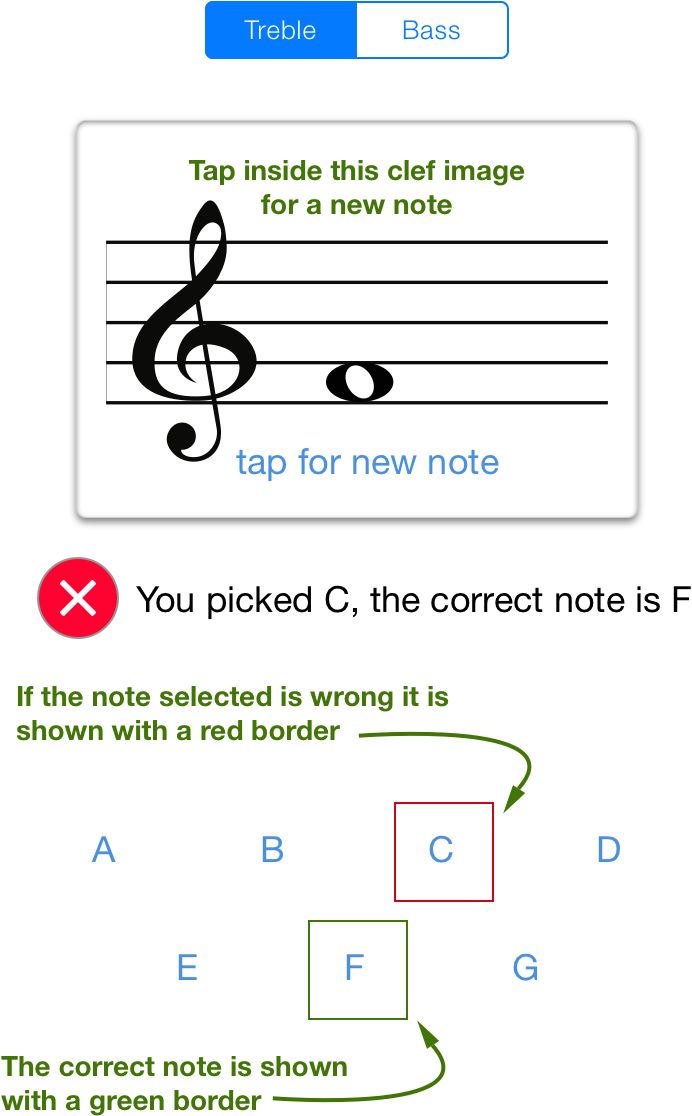 Treble Bass
Tap inside this clef image
for a new note
tap for new note
You picked C, the correct note is F
If the note selected is wrong it is
shown with a red border
A B C D
E F G
The correct note is shown
with a green border